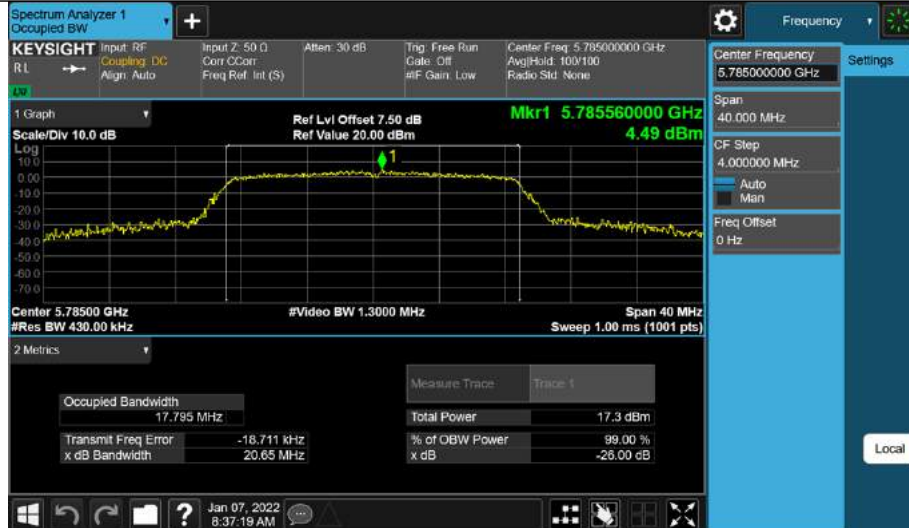 Spectrum Analyzer 1
Occupied BW
Frequency
KEYSIGHT
Input: RF
Coupling: DC
Align: Auto
Input Z: 50 Ω
Corr CCorr
Freq Ref: Int (S)
Atten: 30 dB
Trig: Free Run
Gate: Off
#IF Gain: Low
Center Freq: 5.785000000 GHz
Avg|Hold: 100/100
Radio Std: None
RL
Center Frequency
5.785000000 GHz
Settings
Span
40.000 MHz
CF Step
4.000000 MHz
Auto
Man
Freq Offset
0 Hz
1 Graph
Scale/Div 10.0 dB
Ref Lvl Offset 7.50 dB
Ref Value 20.00 dBm
Mkr1 5.785560000 GHz
4.49 dBm
Log
10.0
0.00
-10.0
-20.0
-30.0
-40.0
-50.0
-60.0
-70.0
1
Center 5.78500 GHz
#Res BW 430.00 kHz
#Video BW 1.3000 MHz
Span 40 MHz
Sweep 1.00 ms (1001 pts)
2 Metrics
Measure Trace
Trace 1
Occupied Bandwidth
17.795 MHz
Total Power
17.3 dBm
Transmit Freq Error
-18.711 kHz
% of OBW Power
99.00 %
x dB Bandwidth
20.65 MHz
x dB
-26.00 dB
Local
Jan 07, 2022
8:37:19 AM